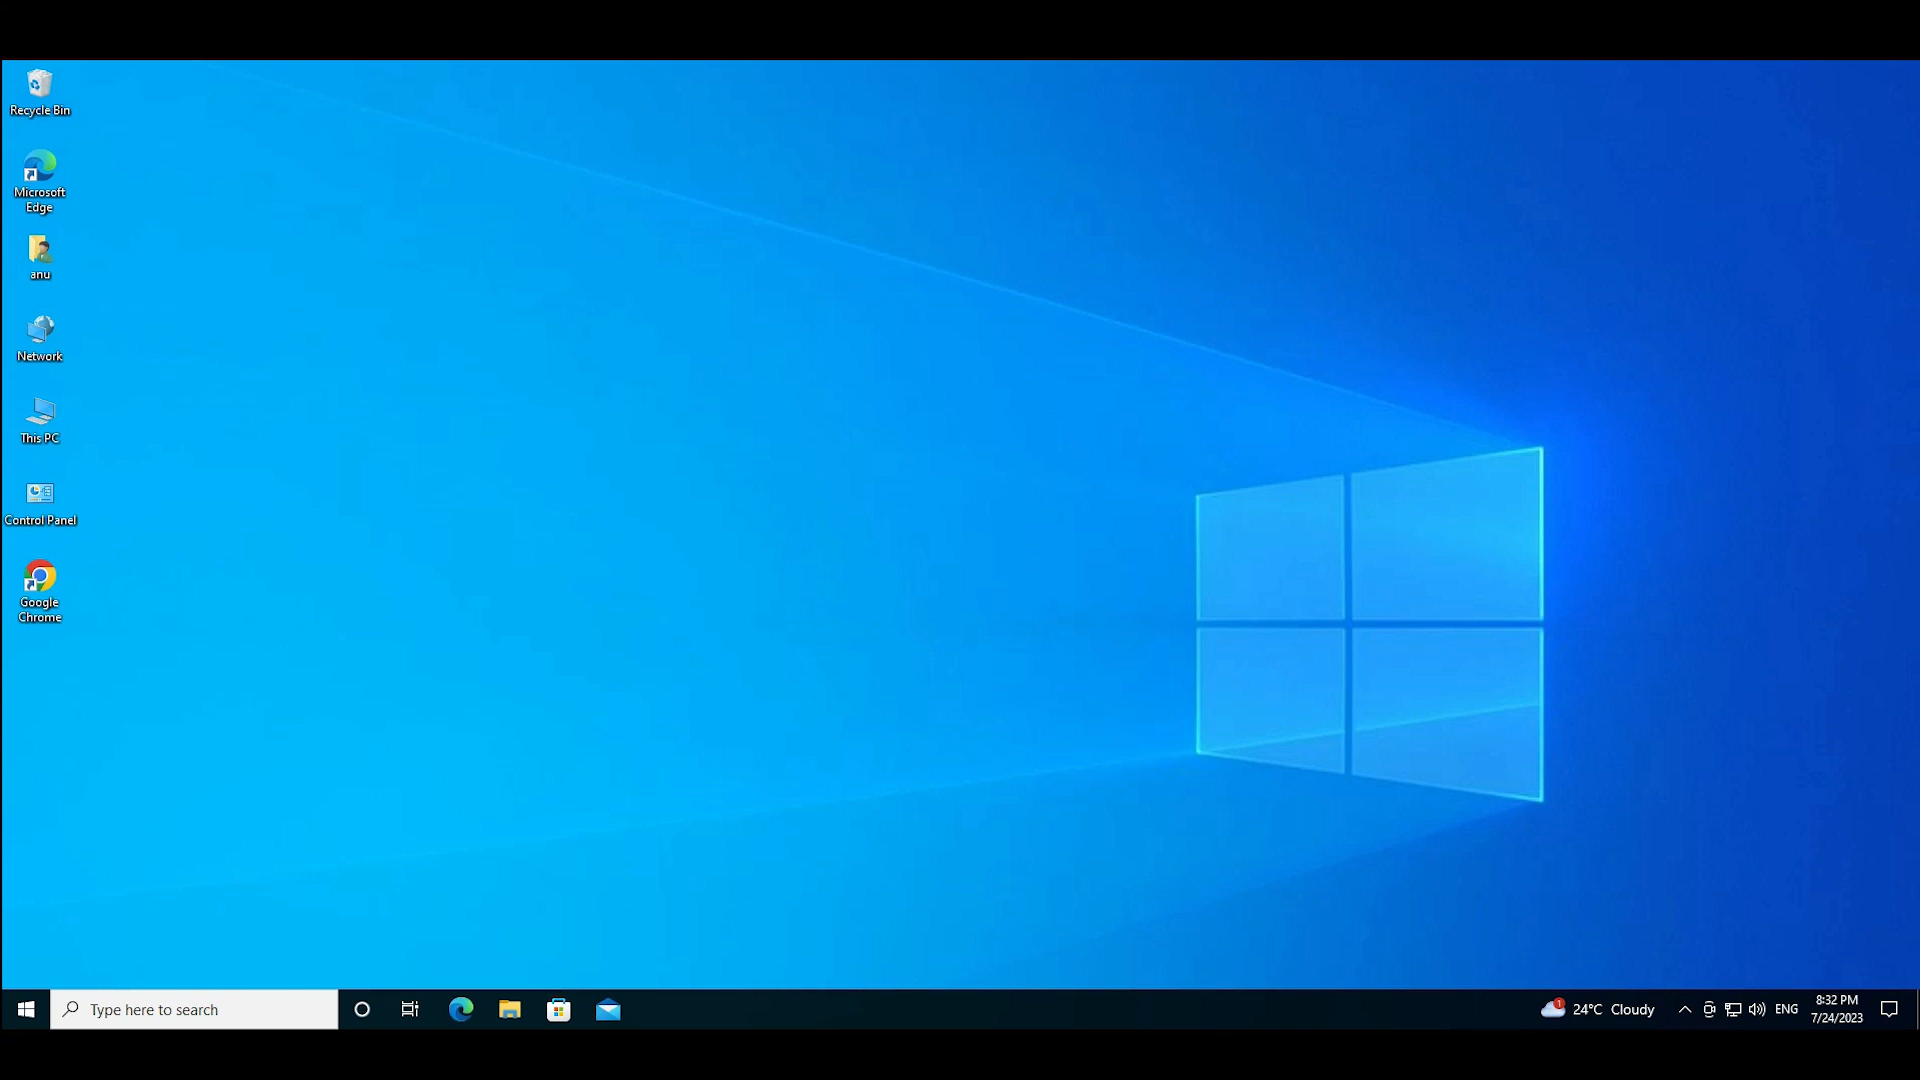 Recycle Bin
Microsoft
Edge
anu
Network
This PC
Control Panel
Google
Chrome
Type here to search
1
24°C Cloudy
ENG
8:32 PM
7/24/2023